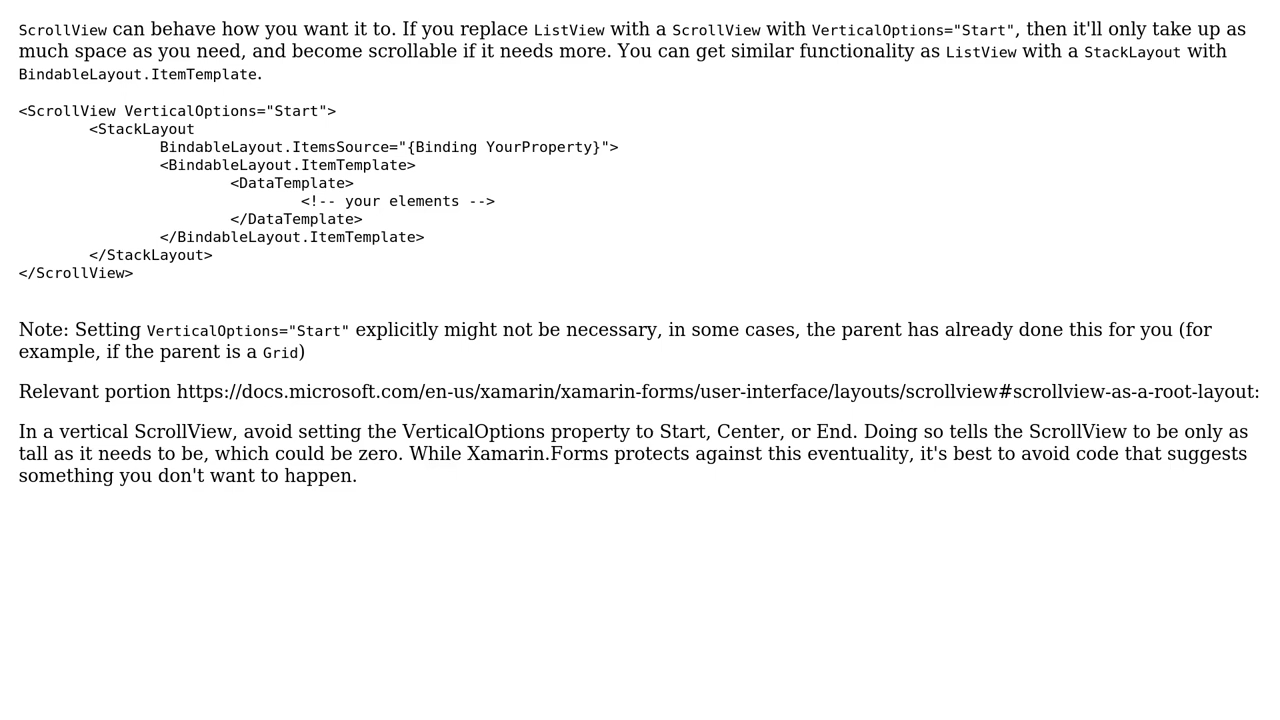 ScrollView can behave how you want it to. If you replace ListView with a ScrollView with VerticalOptions="Start", then it'll only take up as
much space as you need, and become scrollable if it needs more. You can get similar functionality as ListView with a StackLayout with
BindableLayout.ItemTemplate.
<ScrollView VerticalOptions="Start">
        <StackLayout
                BindableLayout.ItemsSource="{Binding YourProperty}">
                <BindableLayout.ItemTemplate>
                        <DataTemplate>
                                <!-- your elements -->
                        </DataTemplate>
                </BindableLayout.ItemTemplate>
        </StackLayout>
</ScrollView>
Note: Setting VerticalOptions="Start" explicitly might not be necessary, in some cases, the parent has already done this for you (for
example, if the parent is a Grid)
Relevant portion https://docs.microsoft.com/en-us/xamarin/xamarin-forms/user-interface/layouts/scrollview#scrollview-as-a-root-layout:
In a vertical ScrollView, avoid setting the VerticalOptions property to Start, Center, or End. Doing so tells the ScrollView to be only as
tall as it needs to be, which could be zero. While Xamarin.Forms protects against this eventuality, it's best to avoid code that suggests
something you don't want to happen.